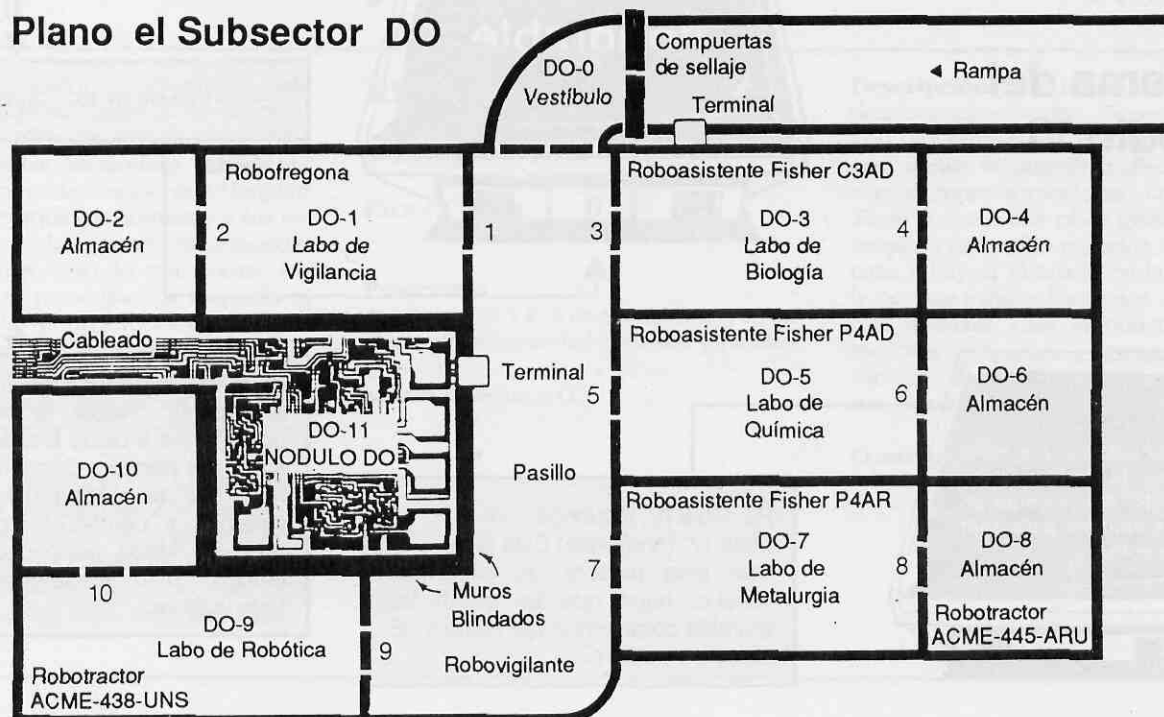 Plano el Subsector DO
DO-0
Vestíbulo
Compuertas
de sellaje
◄ Rampa
Terminal
DO-2
Almacén
2
Robofregona
DO-1
Labo de
Vigilancia
1
3
Roboasistente Fisher C3AD
DO-3
Labo de
Biología
4
DO-4
Almacén
Cableado
Terminal
5
Roboasistente Fisher P4AD
DO-5
Labo de
Química
6
DO-6
Almacén
DO-11
NODULO DO
DO-10
Almacén
Pasillo
Roboasistente Fisher P4AR
DO-7
Labo de
Metalurgia
7
8
DO-8
Almacén
Robotractor
ACME-445-ARU
Muros
Blindados
10
DO-9
Labo de Robótica
9
Robovigilante
Robotractor
ACME-438-UNS